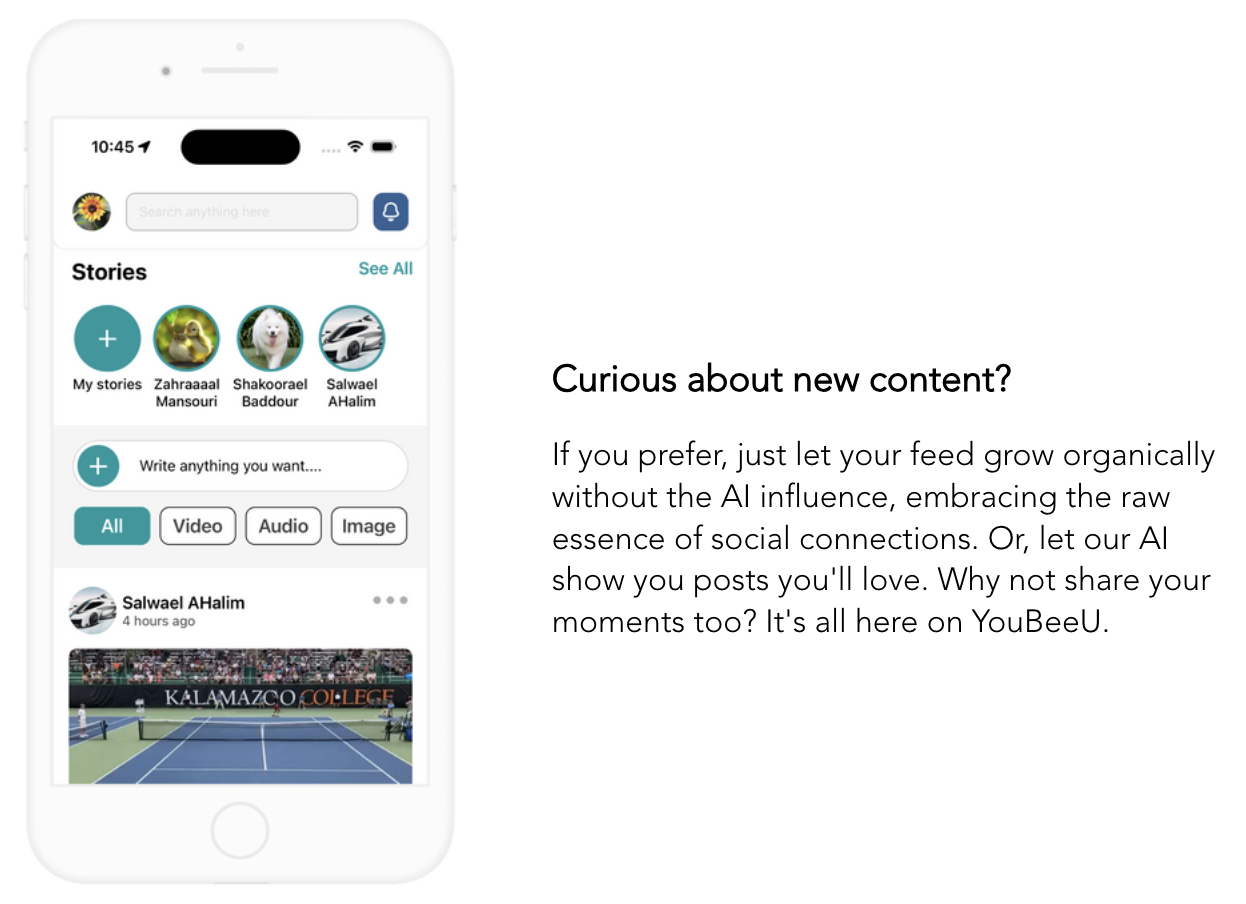 10:45
Search anything here
Stories
See All
My stories
Zahraaaal
Mansouri
Shakoorael
Baddour
Salwael
AHalim
Write anything you want....
All
Video
Audio
Image
Salwael AHalim
4 hours ago
KALAMAZOO COLLEGE
Curious about new content?
If you prefer, just let your feed grow organically
without the AI influence, embracing the raw
essence of social connections. Or, let our AI
show you posts you'll love. Why not share your
moments too? It's all here on YouBeeU.